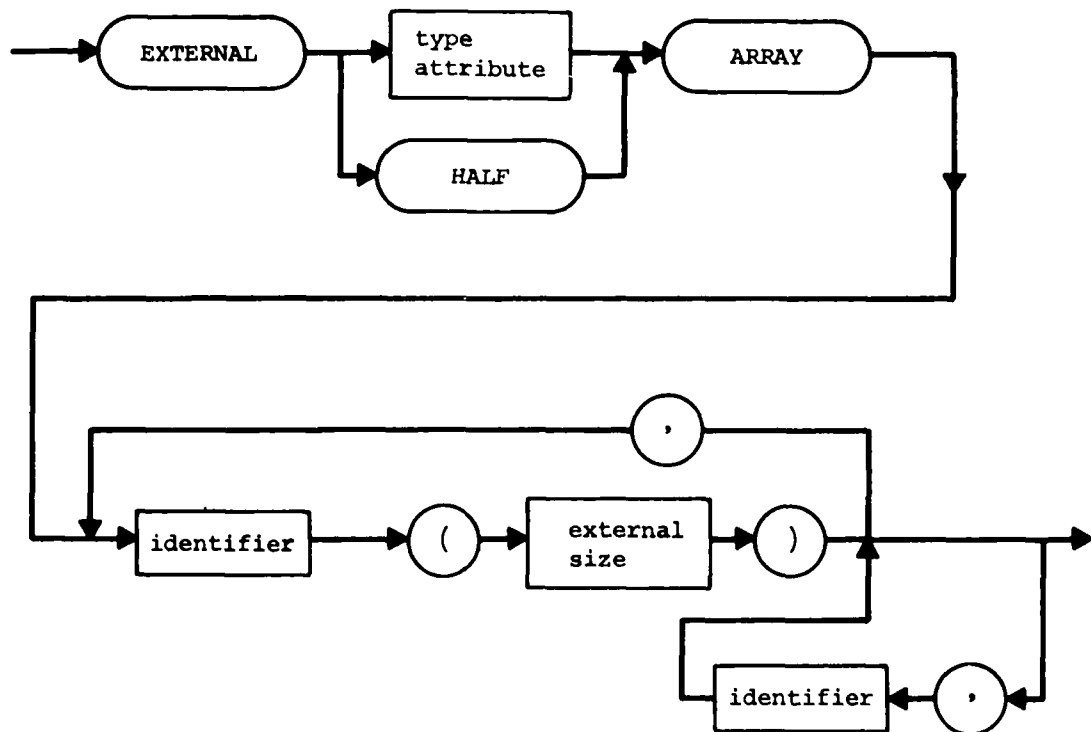 EXTERNAL
type
attribute
ARRAY
HALF
,
identifier
(
external
size
)
identifier
,